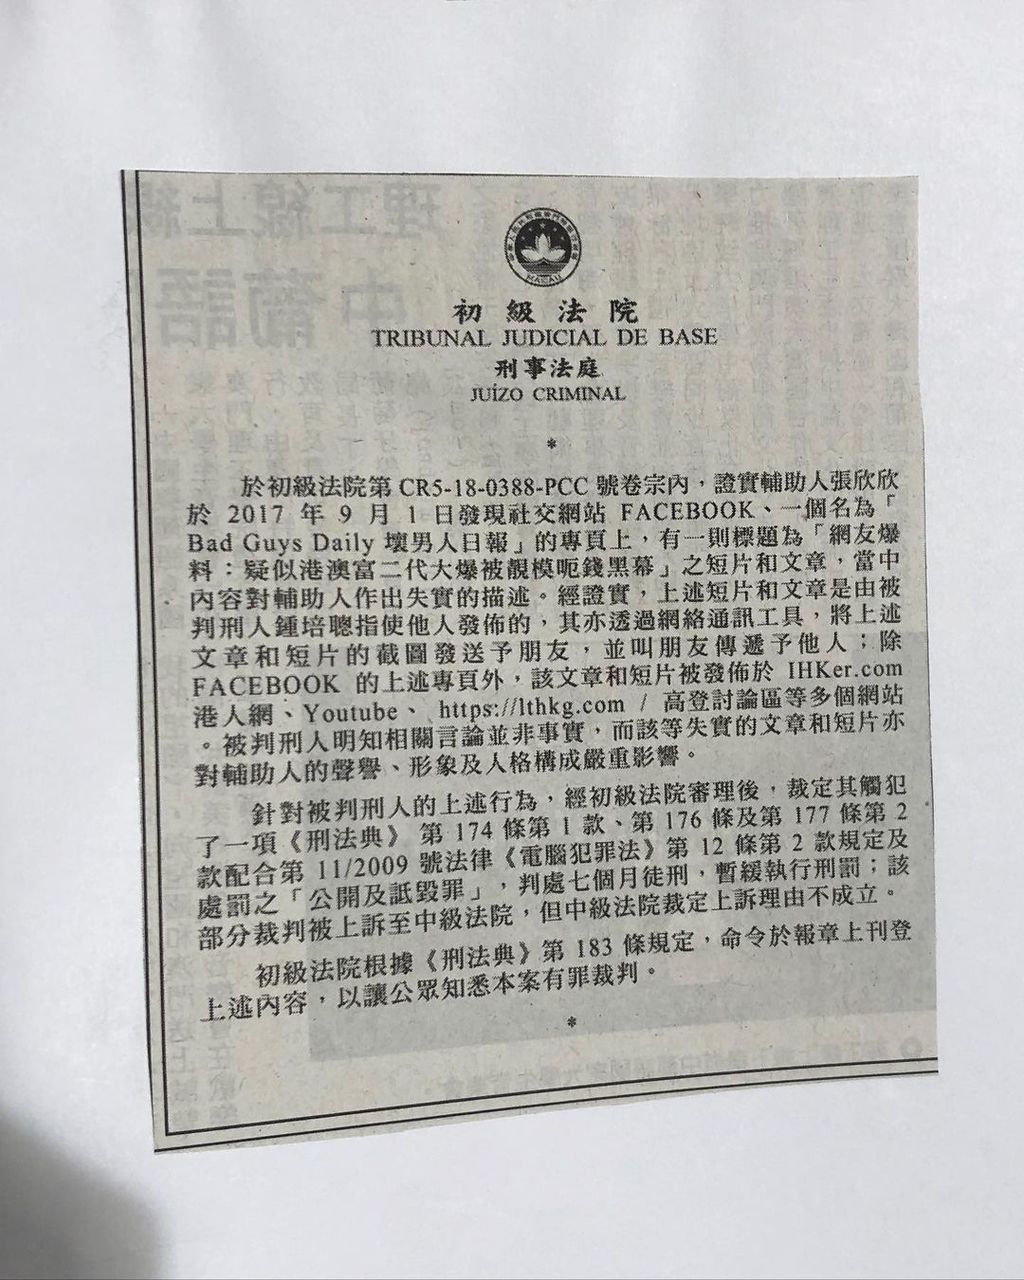 MACAU
初級法院
TRIBUNAL JUDICIAL DE BASE
刑事法庭
JUÍZO CRIMINAL
*
於初級法院第 CR5-18-0388-PCC 號卷宗內，證實輔助人張欣欣
於 2017 年 9 月 1 日發現社交網站 FACEBOOK、一個名為「
Bad Guys Daily 壞男人日報」的專頁上，有一則標題為「網友爆
料：疑似港澳富二代大爆被靚模呃錢黑幕」之短片和文章，當中
內容對輔助人作出失實的描述。經證實，上述短片和文章是由被
判刑人鍾培聰指使他人發佈的，其亦透過網絡通訊工具，將上述
文章和短片的截圖發送予朋友，並叫朋友傳遞予他人；除
FACEBOOK 的上述專頁外，該文章和短片被發佈於 IHKer.com
港人網、Youtube、 https://lthkg.com / 高登討論區等多個網站
。被判刑人明知相關言論並非事實，而該等失實的文章和短片亦
對輔助人的聲譽、形象及人格構成嚴重影響。
針對被判刑人的上述行為，經初級法院審理後，裁定其觸犯
了一項《刑法典》 第 174 條第 1 款、第 176 條及第 177 條第 2
款配合第 11/2009 號法律《電腦犯罪法》第 12 條第 2 款規定及
處罰之「公開及詆毀罪」，判處七個月徒刑，暫緩執行刑罰；該
部分裁判被上訴至中級法院，但中級法院裁定上訴理由不成立。
初級法院根據《刑法典》第 183 條規定，命令於報章上刊登
上述內容，以讓公眾知悉本案有罪裁判。
*